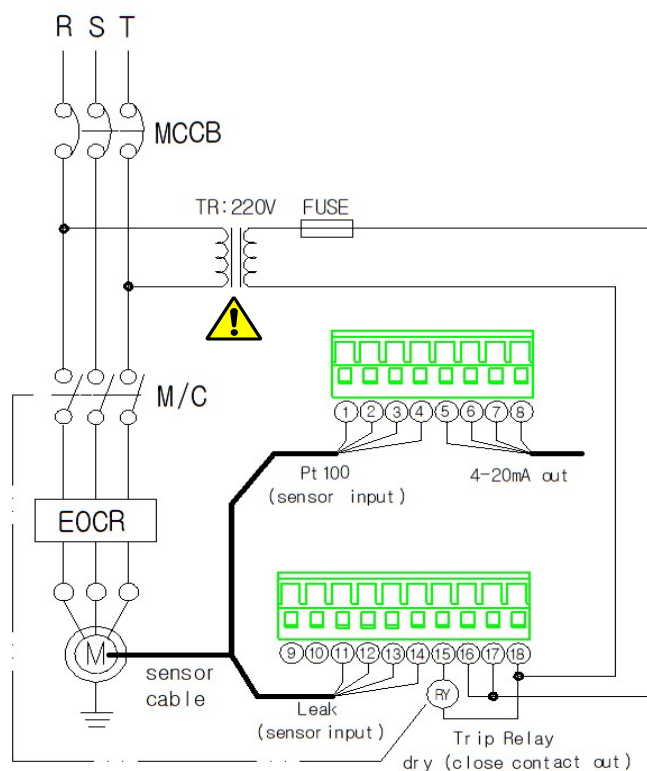 R S T
MCCB
TR:220V FUSE
M/C
1 2 3 4 5 6 7 8
Pt100
(sensor input)
4-20mA out
EOCR
9 10 11 12 13 14 15 16 17 18
M
sensor
cable
RY
Leak
(sensor input)
Trip Relay
dry (close contact out)